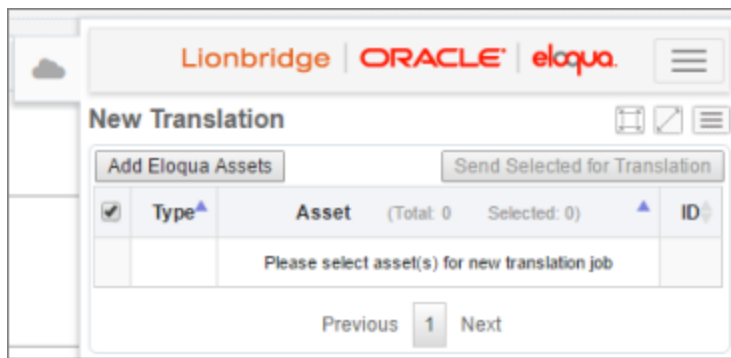 Lionbridge | ORACLE® | eloqua.
New Translation
Add Eloqua Assets Send Selected for Translation
Type Asset (Total: 0 Selected: 0) ID
Please select asset(s) for new translation job
Previous 1 Next